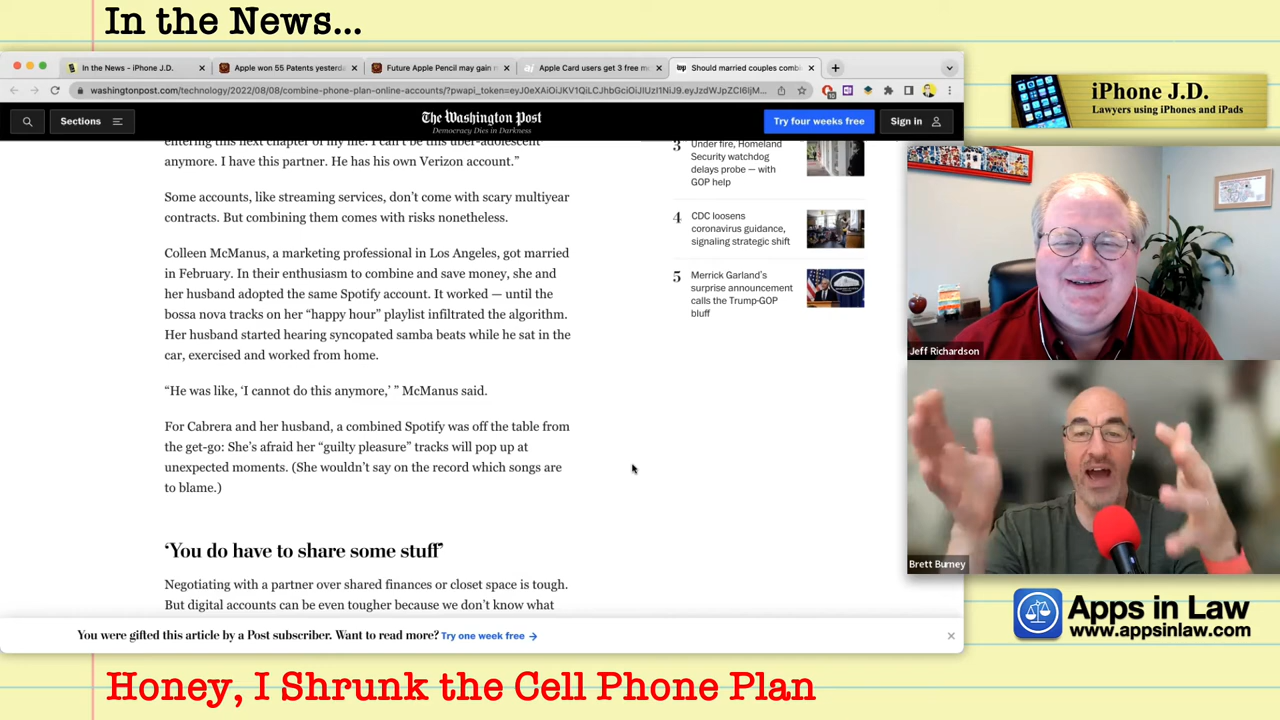 In the News...
In the News - iPhone J.D.
Apple won 55 Patents yesterd
Future Apple Pencil may gain m
Apple Card users get 3 free m
Should married couples comb
washingtonpost.com/technology/2022/08/08/combine-phone-plan-online-accounts/?pwapi_token=eyJ0eXAiOiJKV1QiLCJhbGciOiJIUzI1NiJ9.eyJzdWJpZCI6IjM...
Sections
The Washington Post
Democracy Dies in Darkness
Try four weeks free
Sign in
entering this next chapter of my life. I can't be this uber-adolescent
anymore. I have this partner. He has his own Verizon account.”
Some accounts, like streaming services, don’t come with scary multiyear
contracts. But combining them comes with risks nonetheless.
Colleen McManus, a marketing professional in Los Angeles, got married
in February. In their enthusiasm to combine and save money, she and
her husband adopted the same Spotify account. It worked — until the
bossa nova tracks on her “happy hour” playlist infiltrated the algorithm.
Her husband started hearing syncopated samba beats while he sat in the
car, exercised and worked from home.
“He was like, ‘I cannot do this anymore,’ ” McManus said.
For Cabrera and her husband, a combined Spotify was off the table from
the get-go: She’s afraid her “guilty pleasure” tracks will pop up at
unexpected moments. (She wouldn’t say on the record which songs are
to blame.)
‘You do have to share some stuff’
Negotiating with a partner over shared finances or closet space is tough.
But digital accounts can be even tougher because we don’t know what
3
Under fire, Homeland
Security watchdog
delays probe — with
GOP help
4
CDC loosens
coronavirus guidance,
signaling strategic shift
5
Merrick Garland’s
surprise announcement
calls the Trump-GOP
bluff
You were gifted this article by a Post subscriber. Want to read more? Try one week free →
iPhone J.D.
Lawyers using iPhones and iPads
Jeff Richardson
Brett Burney
Apps in Law
www.appsinlaw.com
Honey, I Shrunk the Cell Phone Plan